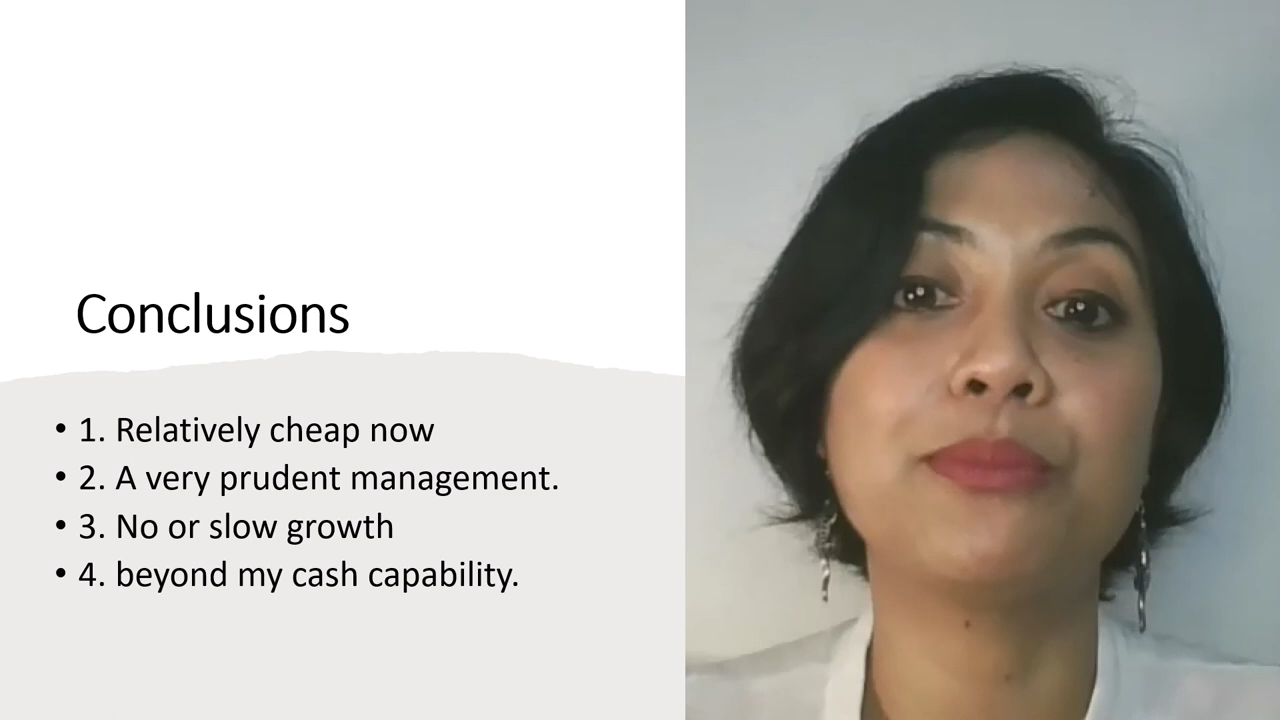 Conclusions
• 1. Relatively cheap now
• 2. A very prudent management.
• 3. No or slow growth
• 4. beyond my cash capability.